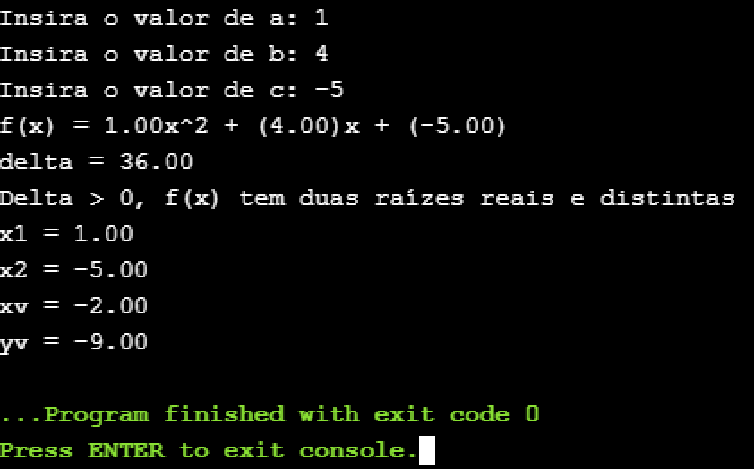 Insira o valor de a: 1
Insira o valor de b: 4
Insira o valor de c: -5
f(x) = 1.00x^2 + (4.00)x + (-5.00)
delta = 36.00
Delta > 0, f(x) tem duas raízes reais e distintas
x1 = 1.00
x2 = -5.00
xv = -2.00
yv = -9.00
...Program finished with exit code 0
Press ENTER to exit console.